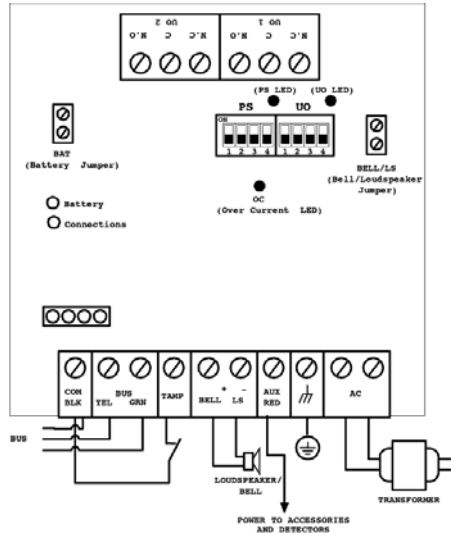 UO 2 UO 1
N.O C N.C N.O C N.C
(PS LED) (UO LED)
PS UO
ON
1 2 3 4 1 2 3 4
BAT
(Battery Jumper)
BELL/LS
(Bell/Loudspeaker
Jumper)
OC
(Over Current LED)
Battery
Connections
COM
BLK
BUS
YEL GRN
TAMP
+ -
BELL LS
AUX
RED
AC
BUS
LOUDSPEAKER/
BELL
TRANSFORMER
POWER TO ACCESSORIES
AND DETECTORS